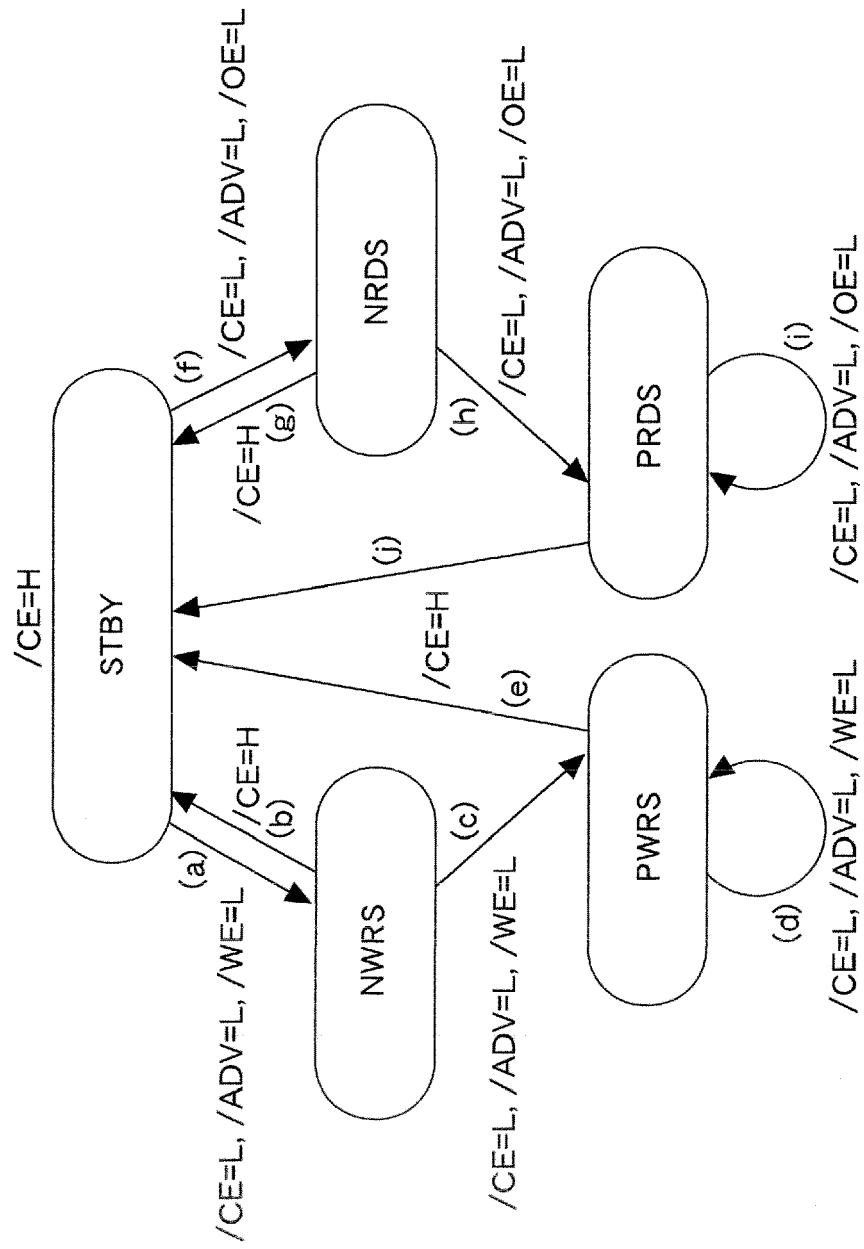 /CE=H
STBY
(a)
/CE=L, /ADV=L, /WE=L
(b)
/CE=H
(f)
/CE=L, /ADV=L, /OE=L
/CE=H
(g)
NWRS
NRDS
(c)
/CE=L, /ADV=L, /WE=L
(e)
/CE=H
(j)
(h)
/CE=L, /ADV=L, /OE=L
PWRS
PRDS
(d)
/CE=L, /ADV=L, /WE=L
(i)
/CE=L, /ADV=L, /OE=L